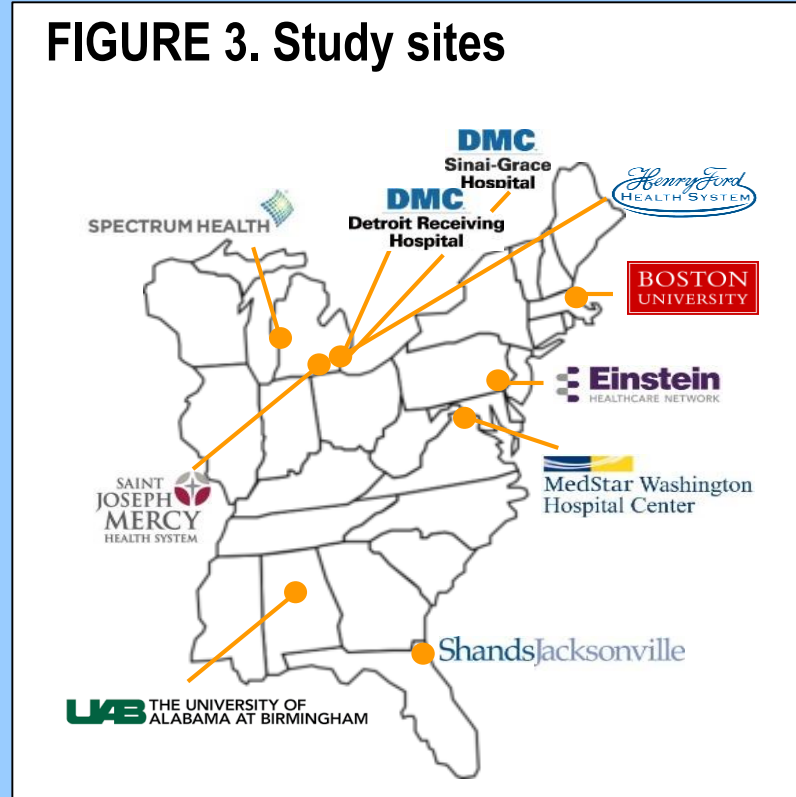 FIGURE 3. Study sites
DMC
Sinai-Grace
Hospital
DMC
Detroit Receiving
Hospital
Henry Ford
HEALTH SYSTEM
SPECTRUM HEALTH
BOSTON
UNIVERSITY
Einstein
HEALTHCARE NETWORK
MedStar Washington
Hospital Center
SAINT
JOSEPH
MERCY
HEALTH SYSTEM
ShandsJacksonville
UAB THE UNIVERSITY OF
ALABAMA AT BIRMINGHAM